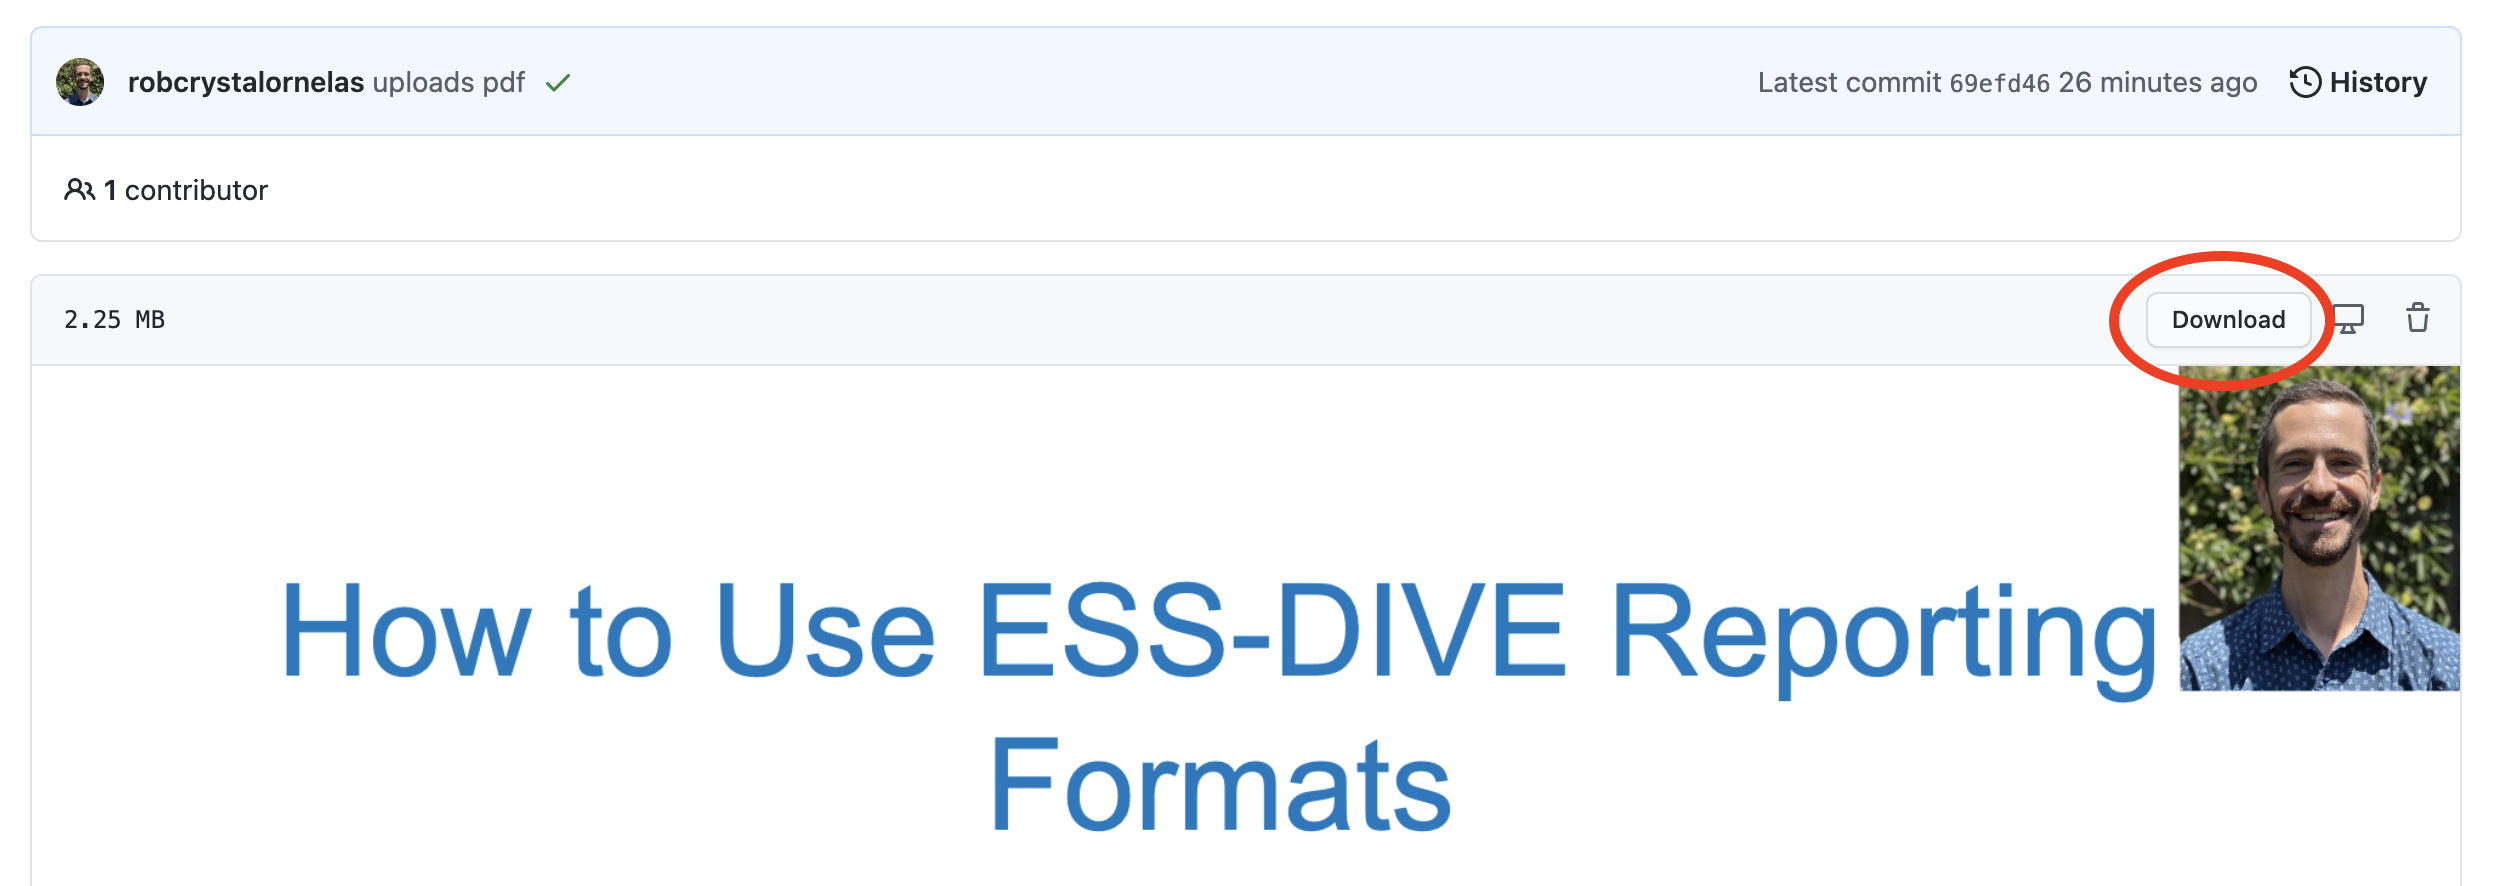 robcrystalornelas uploads pdf
Latest commit 69efd46 26 minutes ago
History
1 contributor
2.25 MB
Download
How to Use ESS-DIVE Reporting
Formats